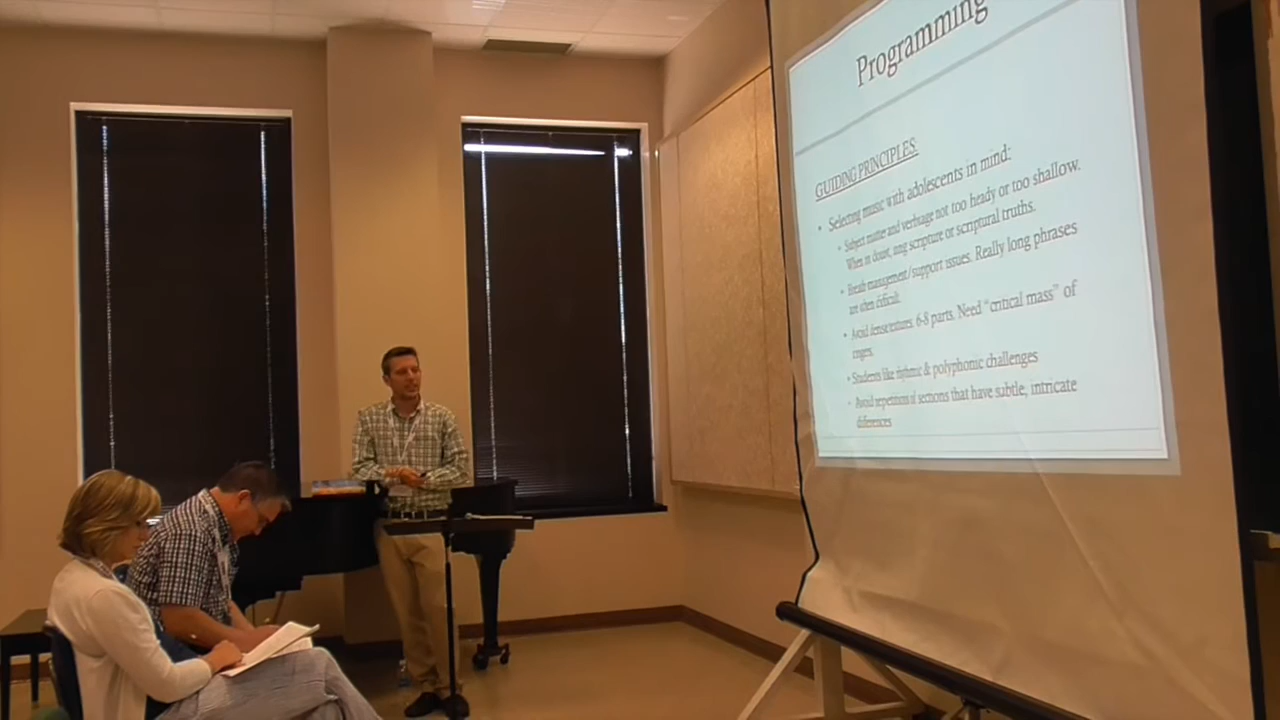 Programming
GUIDING PRINCIPLES
• Selecting music with adolescents in mind:
• Subject matter and verbiage not too heady or too shallow.
When in doubt, sing scripture or scriptural truths.
• Breath management/support issues. Really long phrases
are often difficult.
• Avoid dense textures. 6-8 parts. Need "critical mass" of
ringers.
• Students like rhythmic & polyphonic challenges
• Avoid repetitions of sections that have subtle, intricate
differences